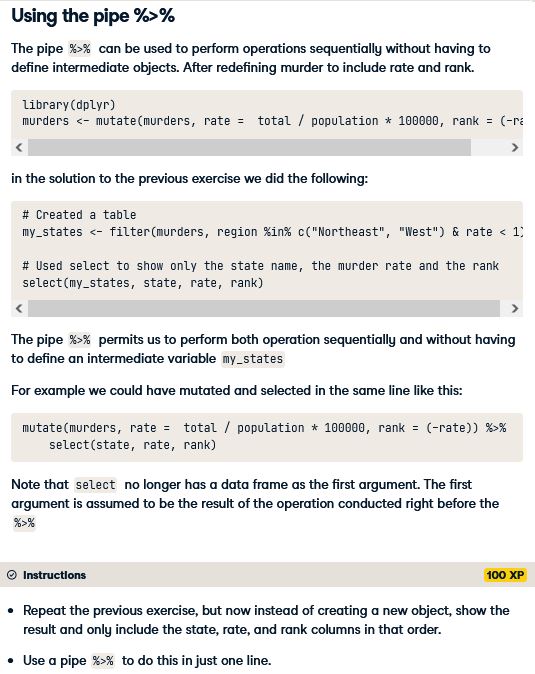 Using the pipe %>%
The pipe %>% can be used to perform operations sequentially without having to
define intermediate objects. After redefining murder to include rate and rank.
library(dplyr)
murders <- mutate(murders, rate =  total / population * 100000, rank = (-ra
in the solution to the previous exercise we did the following:
# Created a table
my_states <- filter(murders, region %in% c("Northeast", "West") & rate < 1)
# Used select to show only the state name, the murder rate and the rank
select(my_states, state, rate, rank)
The pipe %>% permits us to perform both operation sequentially and without having
to define an intermediate variable my_states
For example we could have mutated and selected in the same line like this:
mutate(murders, rate =  total / population * 100000, rank = (-rate)) %>%
select(state, rate, rank)
Note that select no longer has a data frame as the first argument. The first
argument is assumed to be the result of the operation conducted right before the
%>%
Instructions
100 XP
• Repeat the previous exercise, but now instead of creating a new object, show the
result and only include the state, rate, and rank columns in that order.
• Use a pipe %>% to do this in just one line.